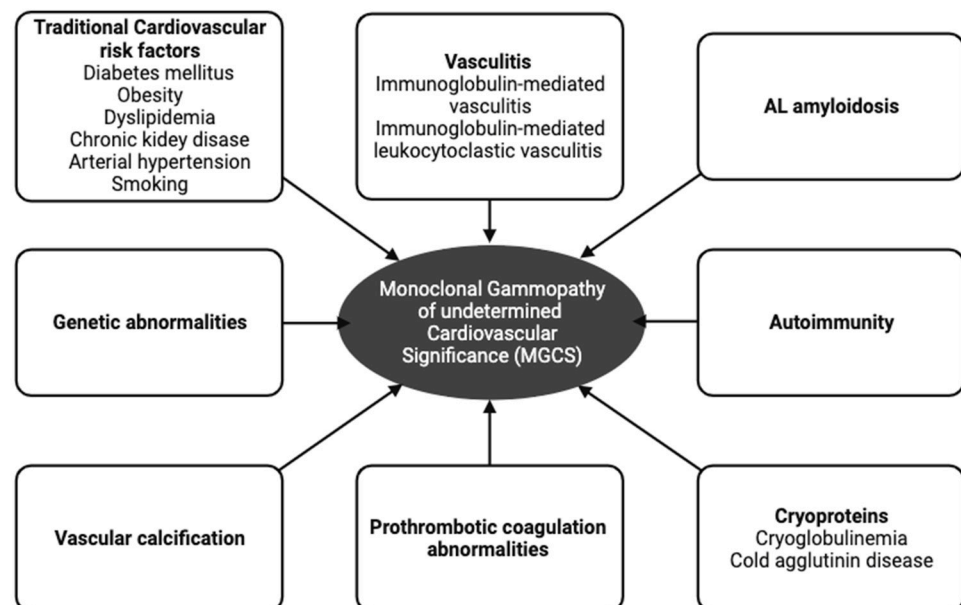 Traditional Cardiovascular
risk factors
Diabetes mellitus
Obesity
Dyslipidemia
Chronic kidey disase
Arterial hypertension
Smoking
Vasculitis
Immunoglobulin-mediated
vasculitis
Immunoglobulin-mediated
leukocytoclastic vasculitis
AL amyloidosis
Genetic abnormalities
Monoclonal Gammopathy
of undetermined
Cardiovascular
Significance (MGCS)
Autoimmunity
Vascular calcification
Prothrombotic coagulation
abnormalities
Cryoproteins
Cryoglobulinemia
Cold agglutinin disease